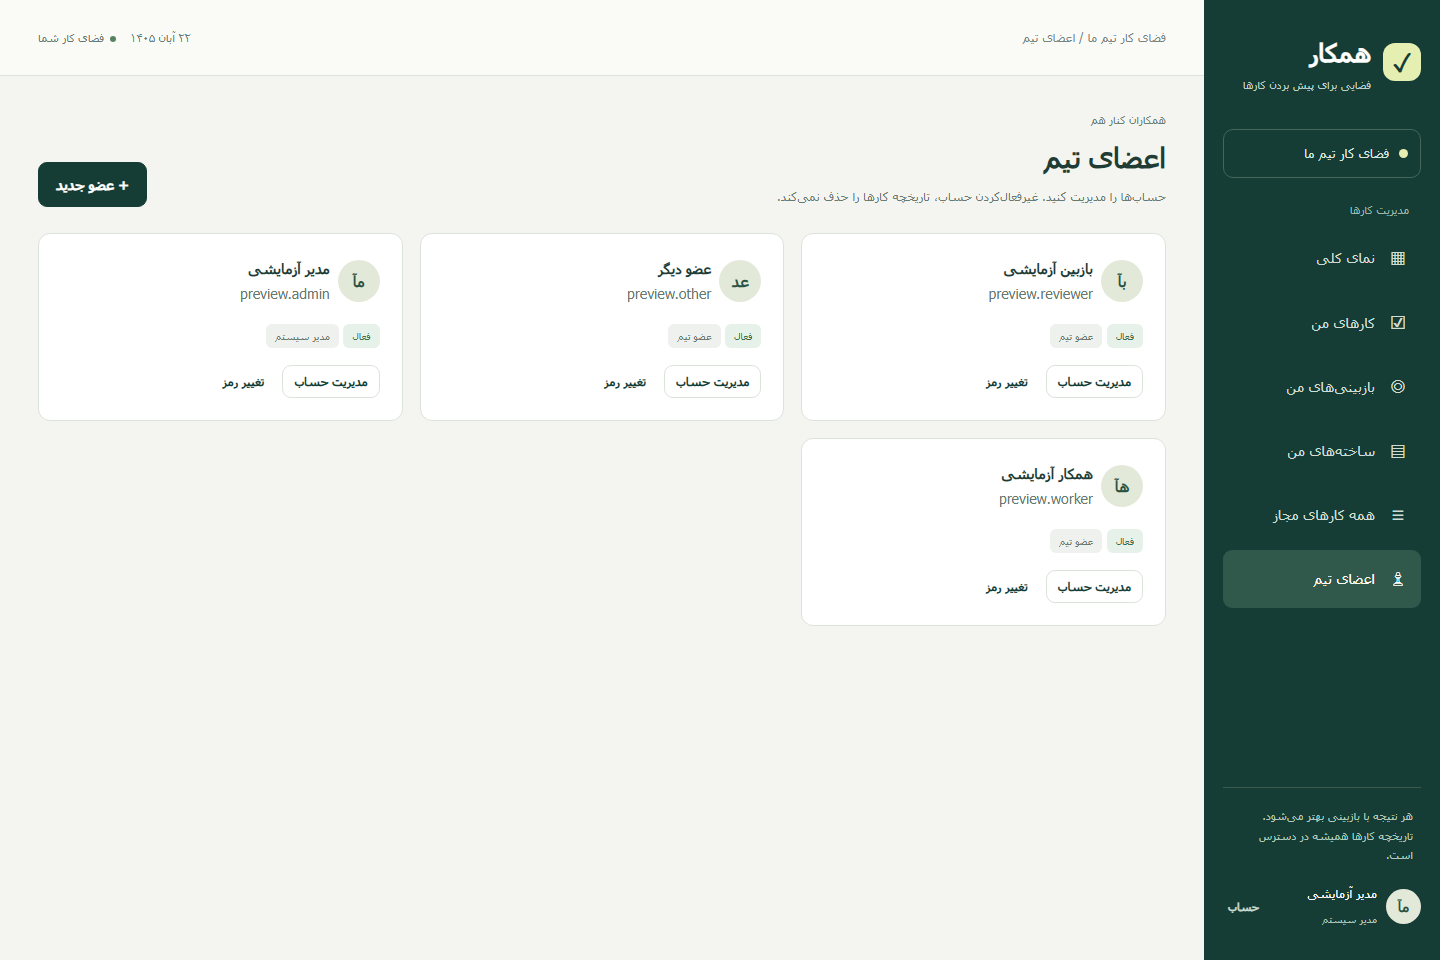 همکار
فضایی برای پیش بردن کارها
فضای کار تیم ما
مدیریت کارها
نمای کلی
کارهای من
بازبینی‌های من
ساخته‌های من
همه کارهای مجاز
اعضای تیم
هر نتیجه با بازبینی بهتر می‌شود.
تاریخچه کارها همیشه در دسترس
است.
مآ
مدیر آزمایشی
مدیر سیستم
حساب
فضای کار تیم ما / اعضای تیم
۲۲ آبان ۱۴۰۵
فضای کار شما
همکاران کنار هم
اعضای تیم
حساب‌ها را مدیریت کنید. غیرفعال‌کردن حساب، تاریخچه کارها را حذف نمی‌کند.
+ عضو جدید
بآ
بازبین آزمایشی
preview.reviewer
فعال
عضو تیم
مدیریت حساب
تغییر رمز
عد
عضو دیگر
preview.other
فعال
عضو تیم
مدیریت حساب
تغییر رمز
مآ
مدیر آزمایشی
preview.admin
فعال
مدیر سیستم
مدیریت حساب
تغییر رمز
هآ
همکار آزمایشی
preview.worker
فعال
عضو تیم
مدیریت حساب
تغییر رمز